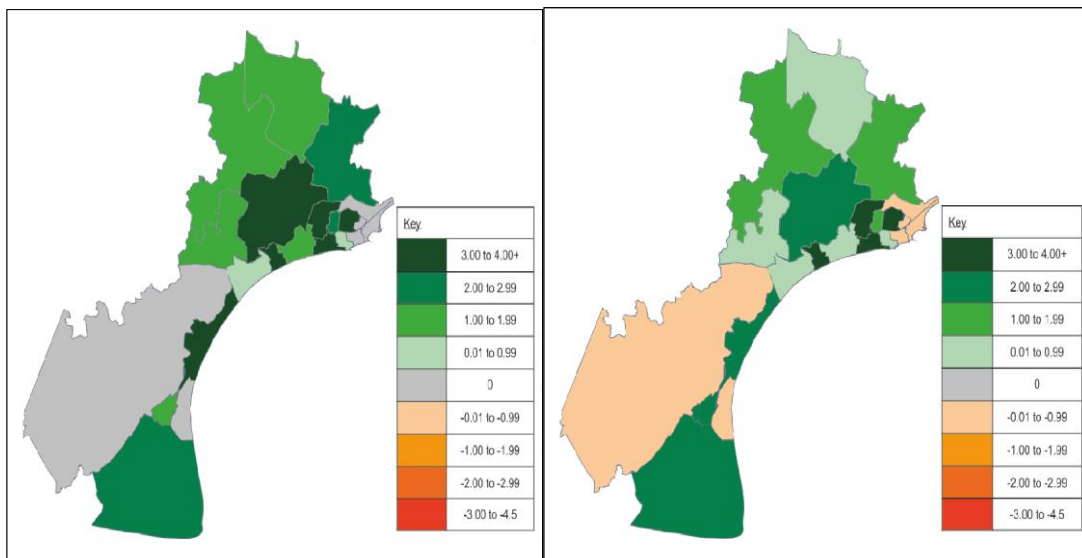 Key.
3.00 to 4.00+
2.00 to 2.99
1.00 to 1.99
0.01 to 0.99
0
-0.01 to -0.99
-1.00 to -1.99
-2.00 to -2.99
-3.00 to -4.5
Key.
3.00 to 4.00+
2.00 to 2.99
1.00 to 1.99
0.01 to 0.99
0
-0.01 to -0.99
-1.00 to -1.99
-2.00 to -2.99
-3.00 to -4.5